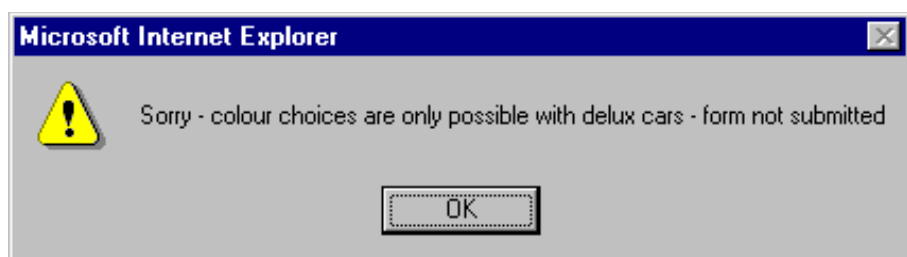 Microsoft Internet Explorer
Sorry - colour choices are only possible with delux cars - form not submitted
OK